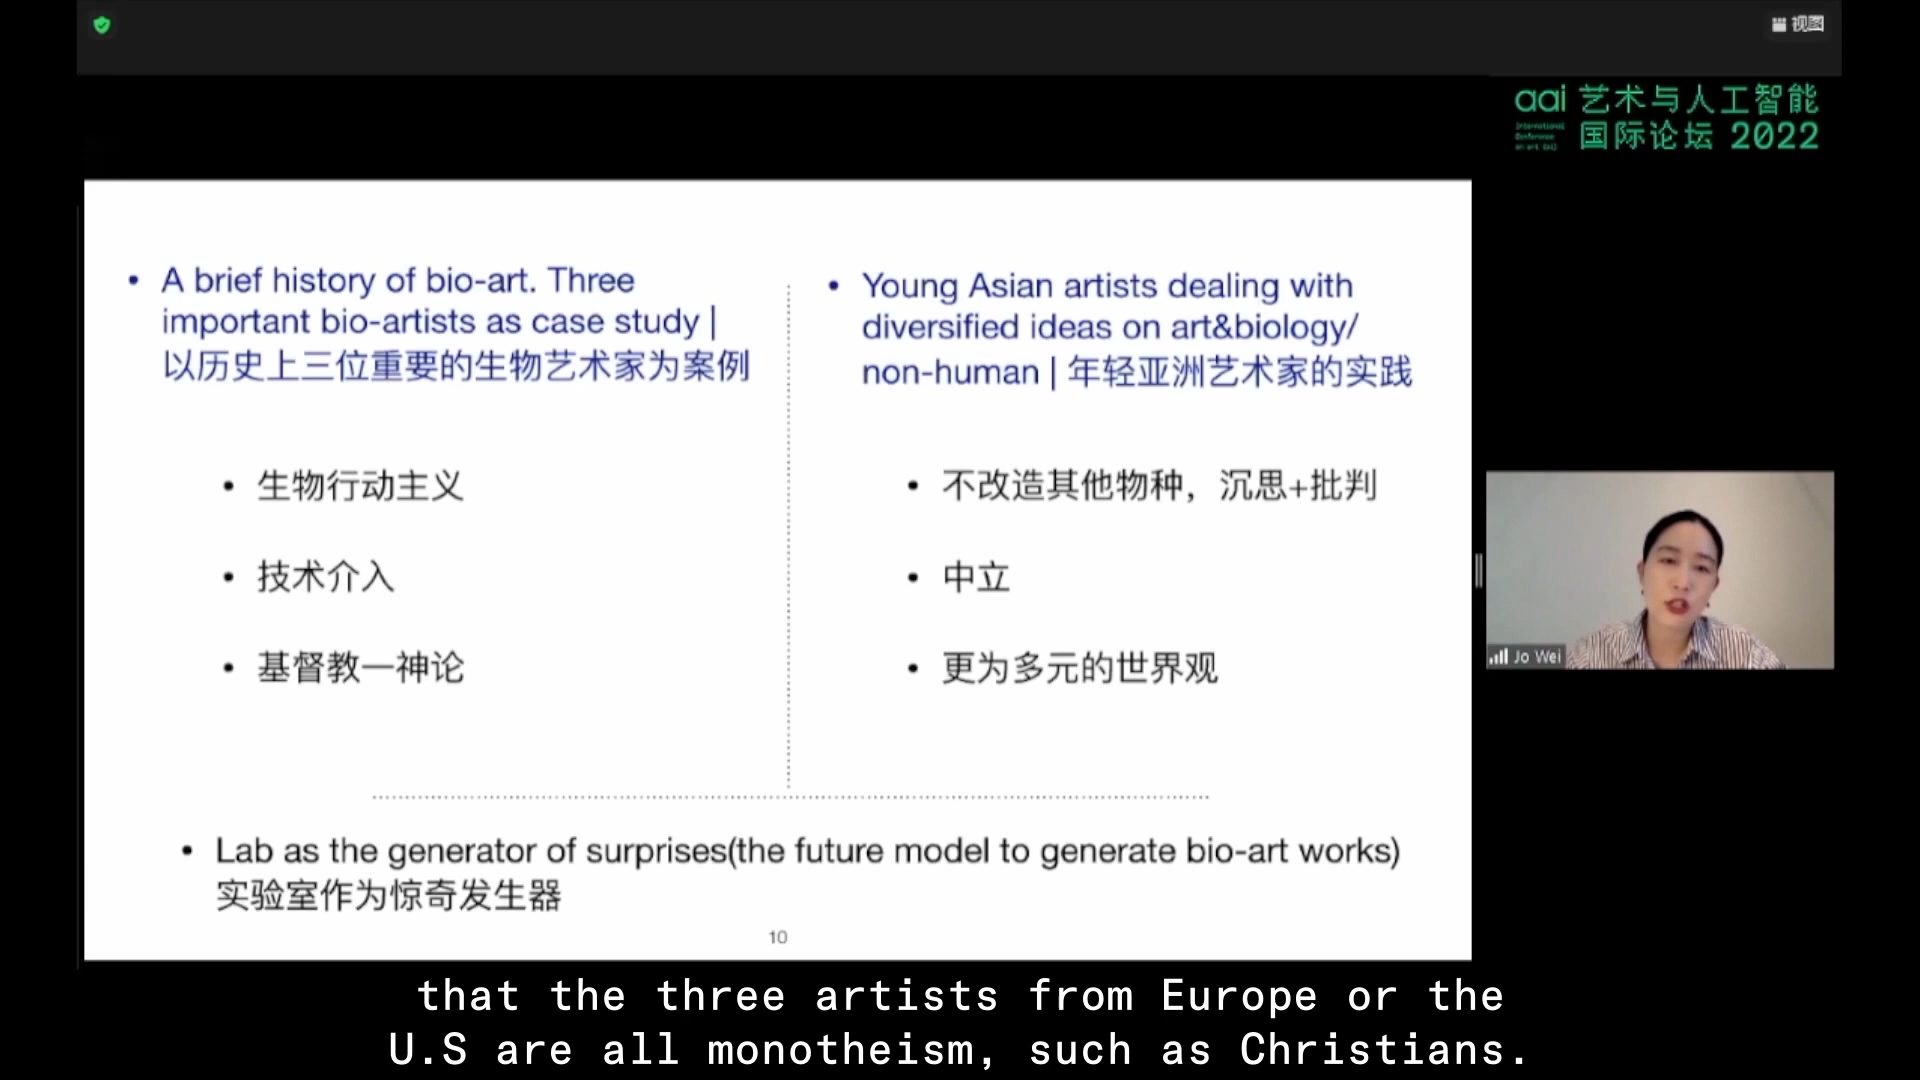 视图
aai 艺术与人工智能
国际论坛 2022
International
Conference
on art (ai)
• A brief history of bio-art. Three
important bio-artists as case study |
以历史上三位重要的生物艺术家为案例
• 生物行动主义
• 技术介入
• 基督教一神论
• Young Asian artists dealing with
diversified ideas on art&biology/
non-human | 年轻亚洲艺术家的实践
• 不改造其他物种，沉思+批判
• 中立
• 更为多元的世界观
• Lab as the generator of surprises(the future model to generate bio-art works)
实验室作为惊奇发生器
10
Jo Wei
that the three artists from Europe or the
U.S are all monotheism, such as Christians.